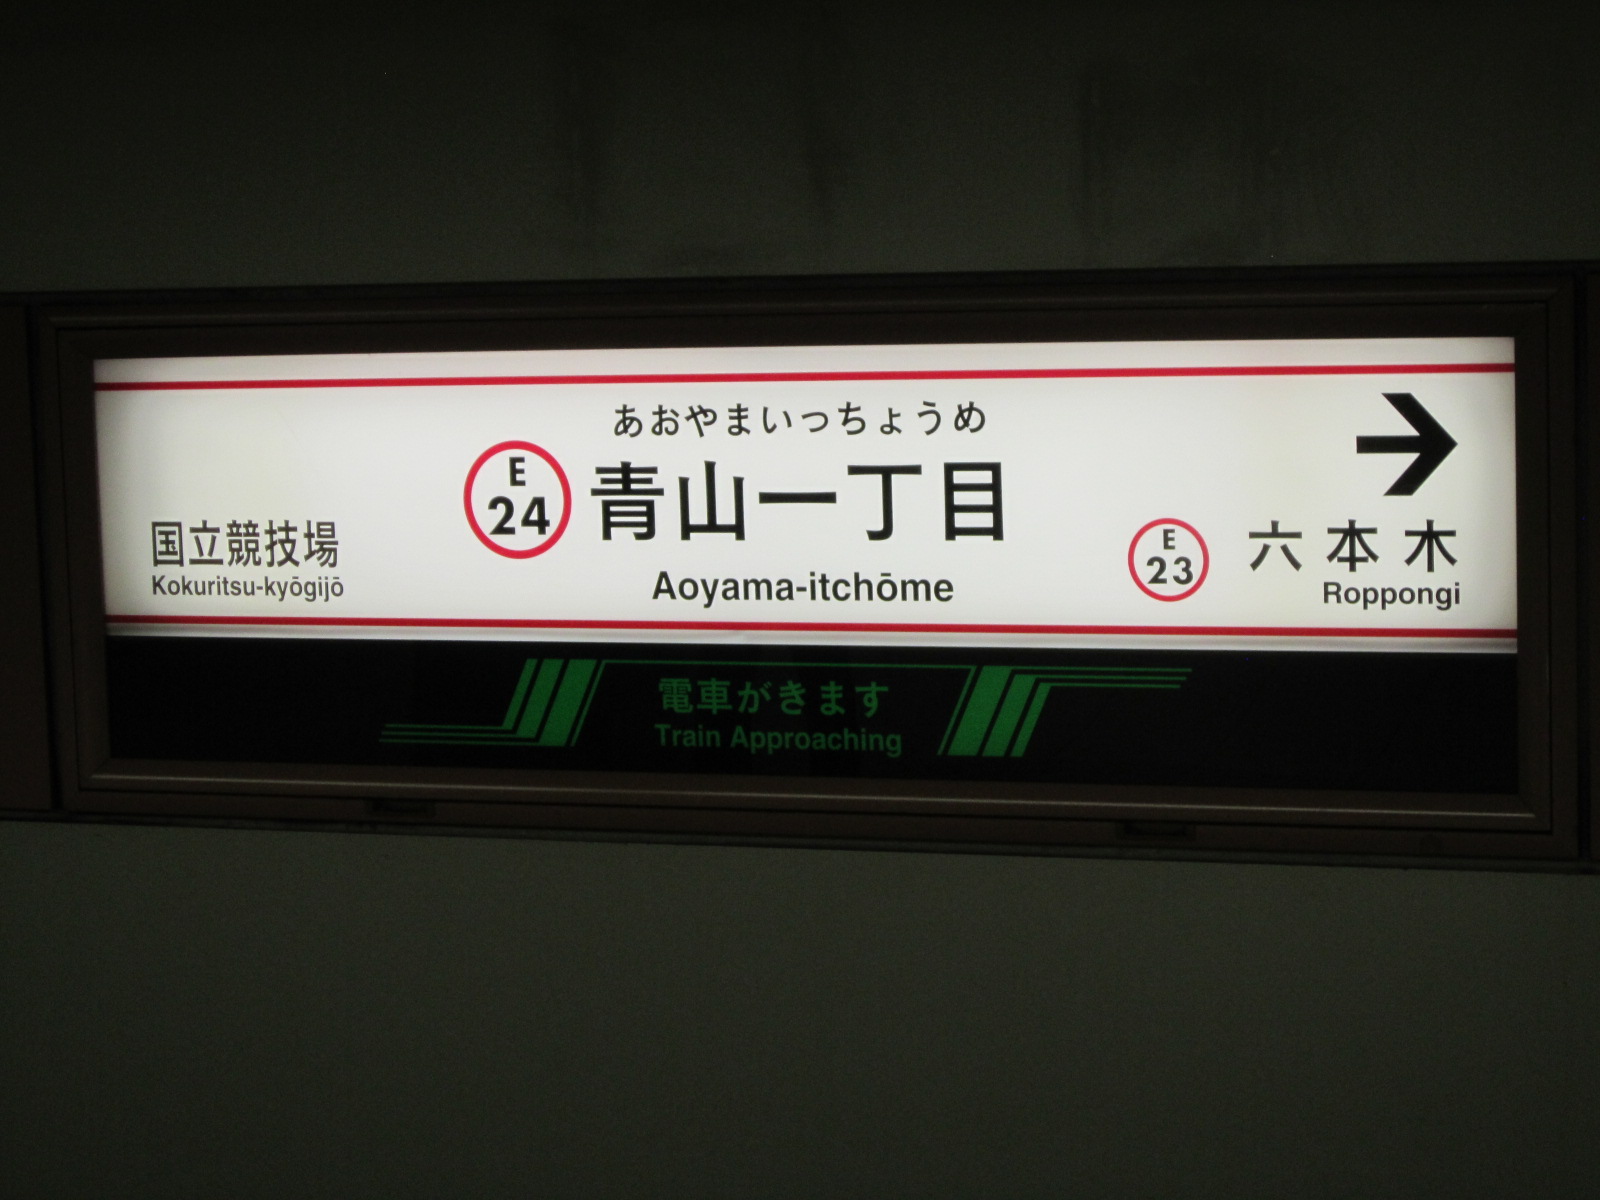 あおやまいっちょうめ
E
24
青山一丁目
Aoyama-itchōme
国立競技場
Kokuritsu-kyōgijō
E
23
六本木
Roppongi
電車がきます
Train Approaching